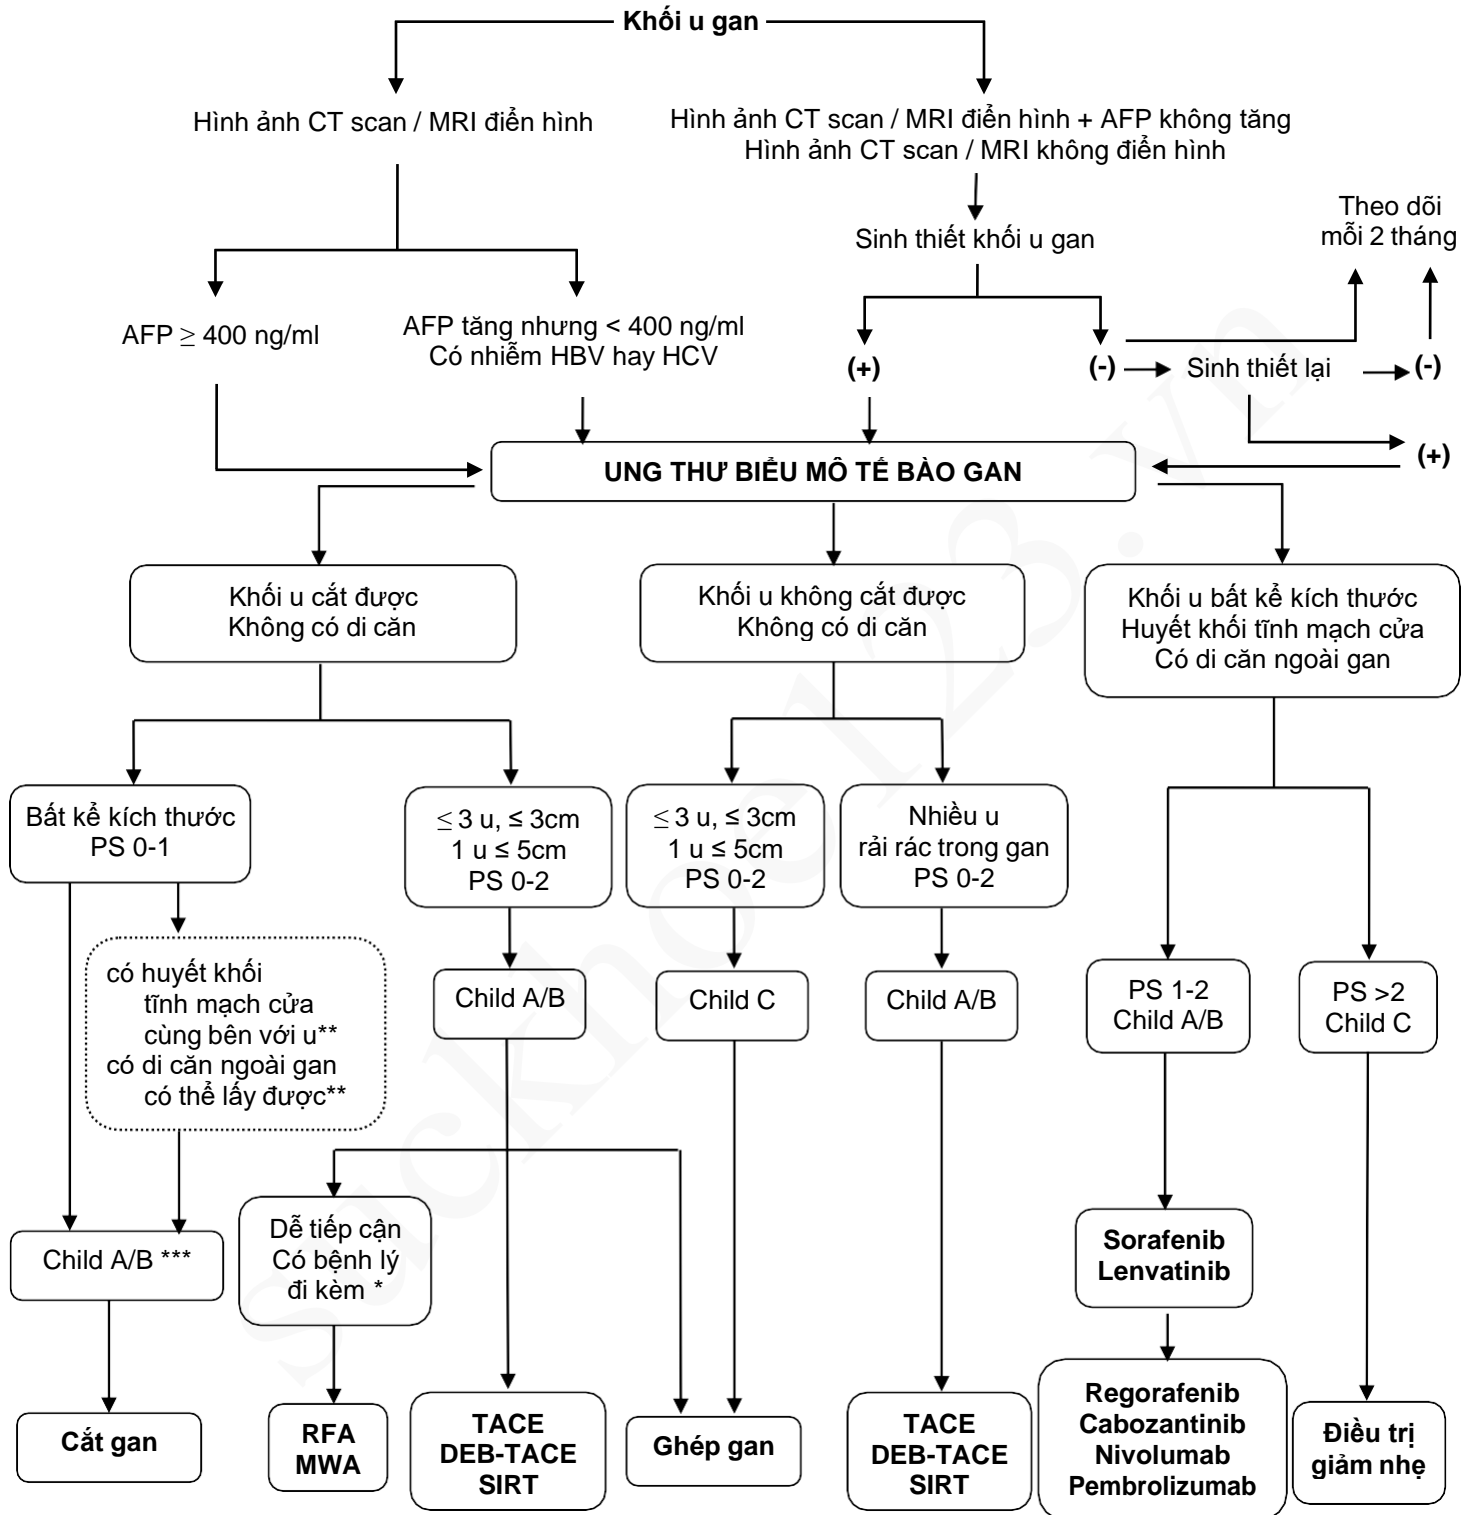 Khối u gan
Hình ảnh CT scan / MRI điển hình
Hình ảnh CT scan / MRI điển hình + AFP không tăng
Hình ảnh CT scan / MRI không điển hình
Sinh thiết khối u gan
Theo dõi
mỗi 2 tháng
AFP ≥ 400 ng/ml
AFP tăng nhưng < 400 ng/ml
Có nhiễm HBV hay HCV
(+)
(-)
Sinh thiết lại
(-)
(+)
UNG THƯ BIỂU MÔ TẾ BÀO GAN
Khối u cắt được
Không có di căn
Khối u không cắt được
Không có di căn
Khối u bất kể kích thước
Huyết khối tĩnh mạch cửa
Có di căn ngoài gan
Bất kể kích thước
PS 0-1
≤ 3 u, ≤ 3cm
1 u ≤ 5cm
PS 0-2
≤ 3 u, ≤ 3cm
1 u ≤ 5cm
PS 0-2
Nhiều u
rải rác trong gan
PS 0-2
có huyết khối
tĩnh mạch cửa
cùng bên với u**
có di căn ngoài gan
có thể lấy được**
Child A/B
Child C
Child A/B
PS 1-2
Child A/B
PS >2
Child C
Child A/B ***
Dễ tiếp cận
Có bệnh lý
đi kèm *
Sorafenib
Lenvatinib
Cắt gan
RFA
MWA
TACE
DEB-TACE
SIRT
Ghép gan
TACE
DEB-TACE
SIRT
Regorafenib
Cabozantinib
Nivolumab
Pembrolizumab
Điều trị
giảm nhẹ
suckhoe123.vn